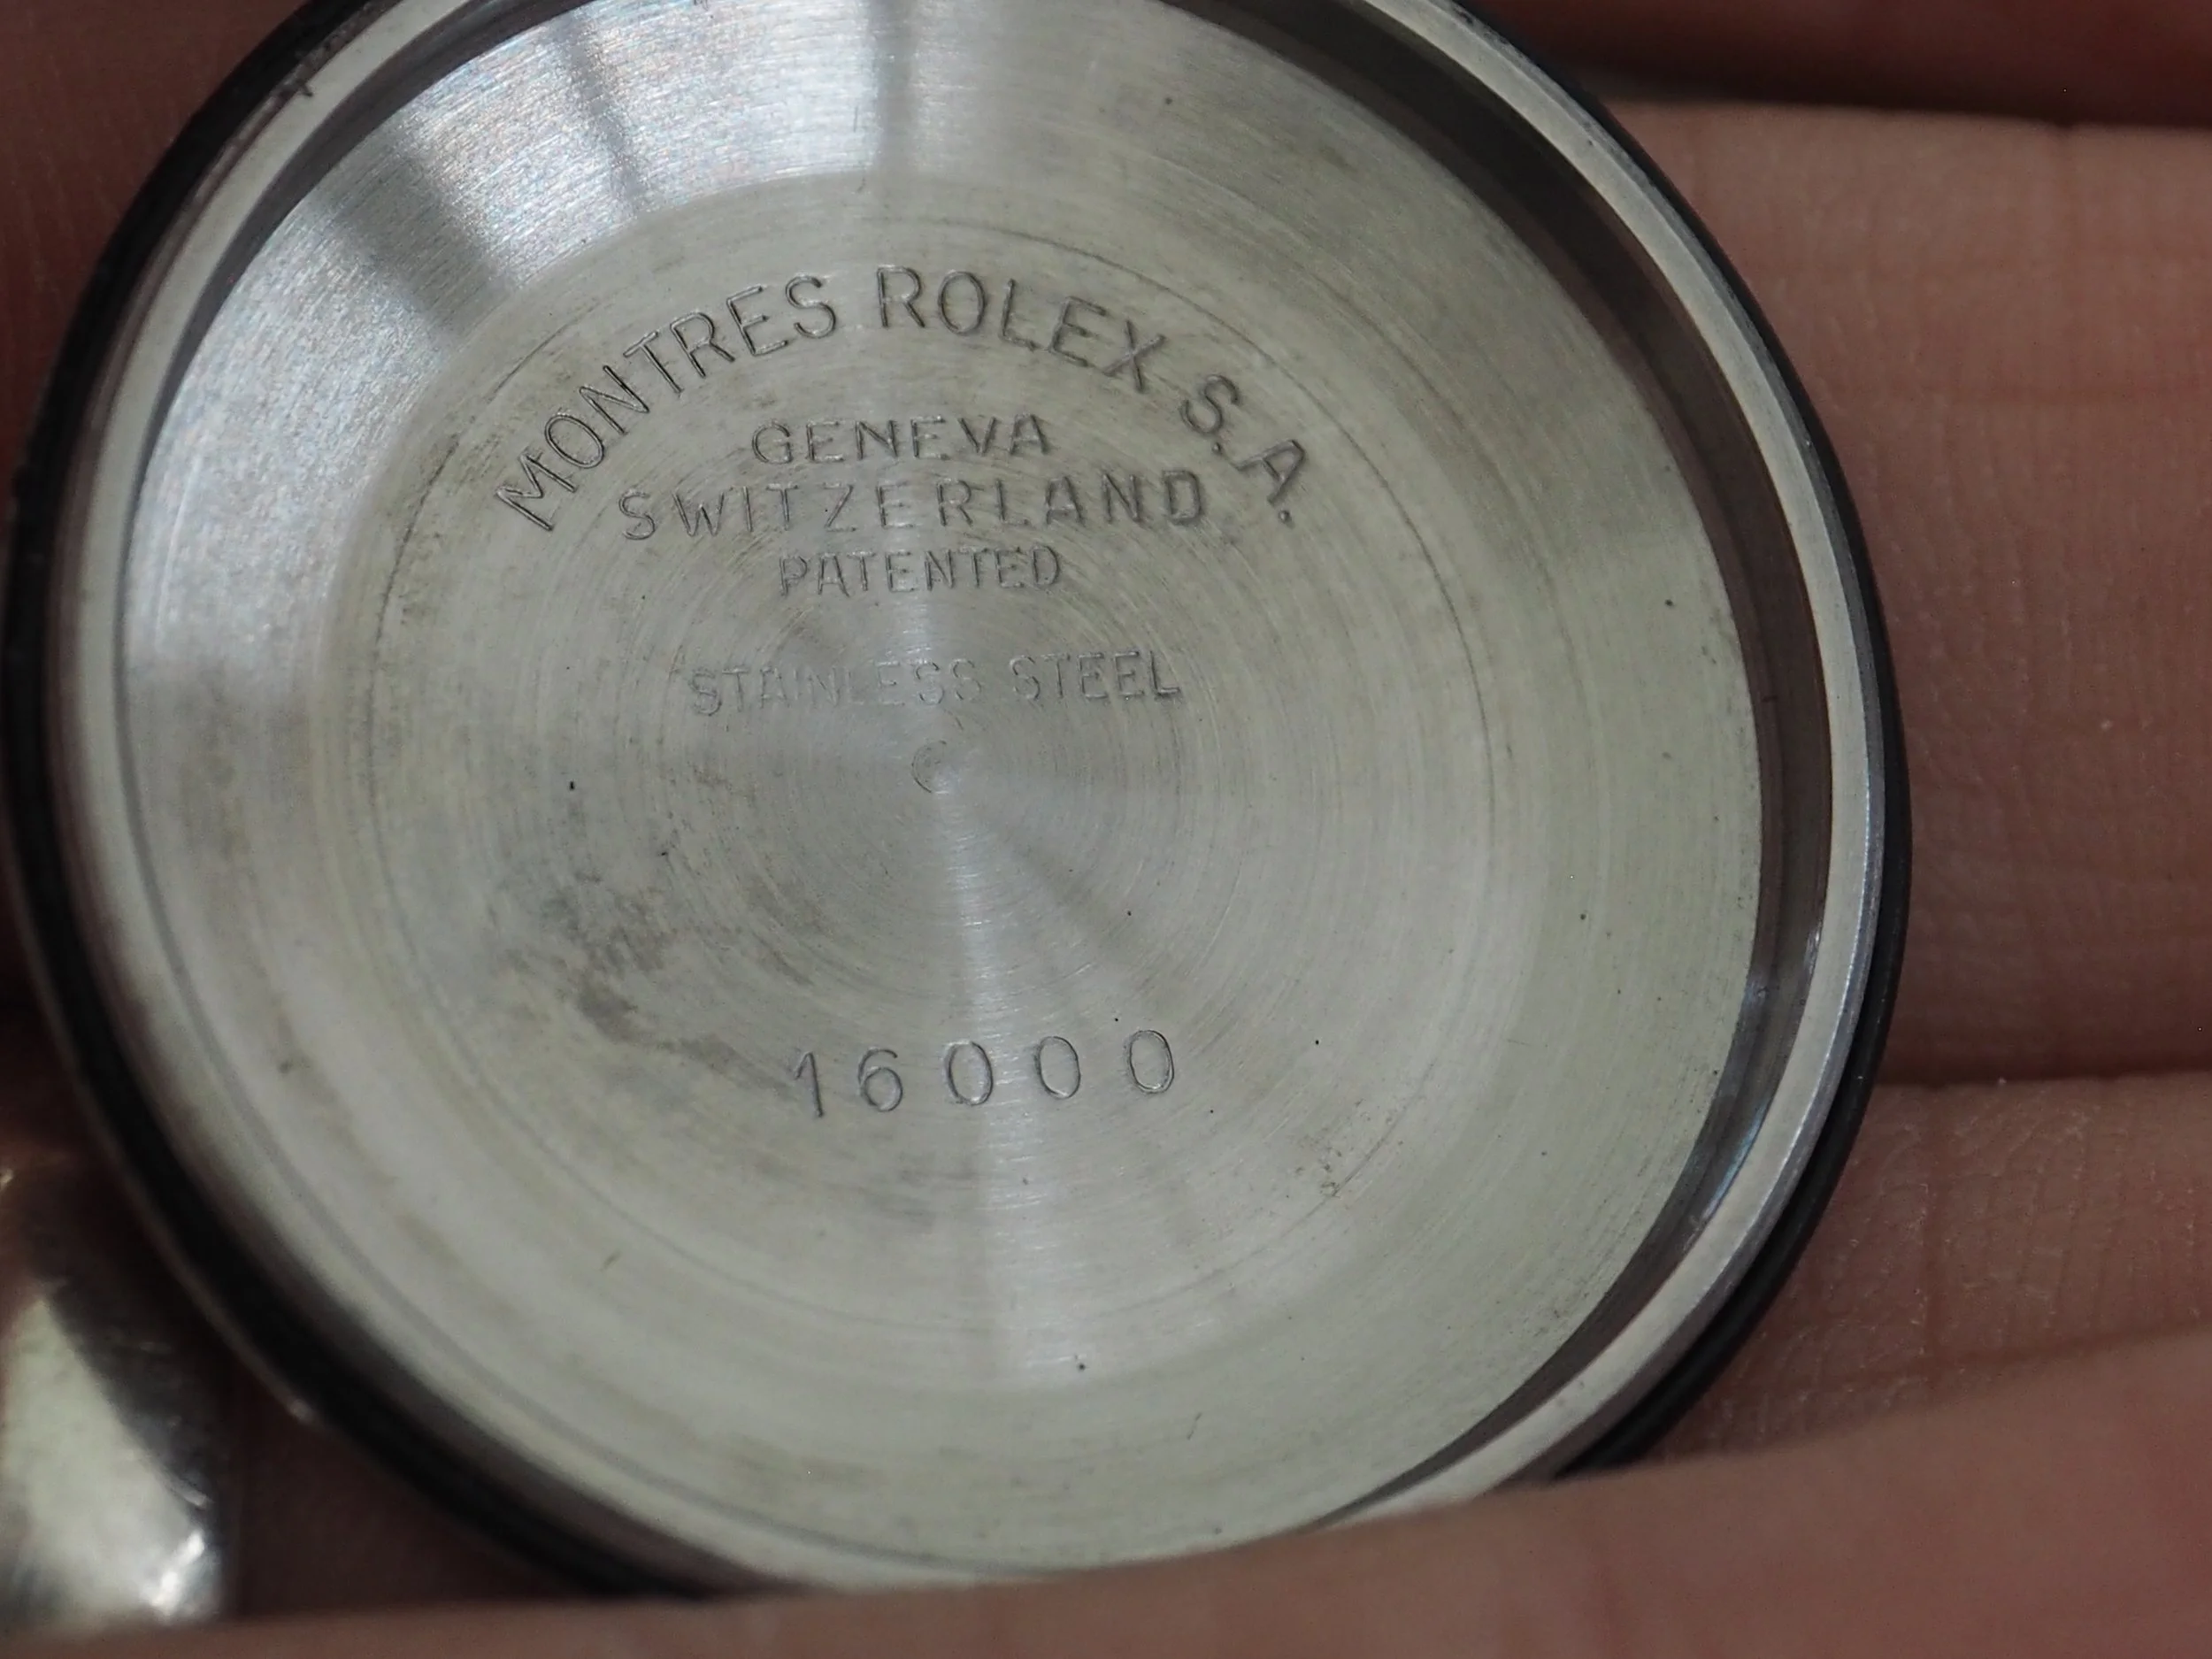 MONTRES ROLEX S.A.
GENEVA
SWITZERLAND
PATENTED
STAINLESS STEEL
16000